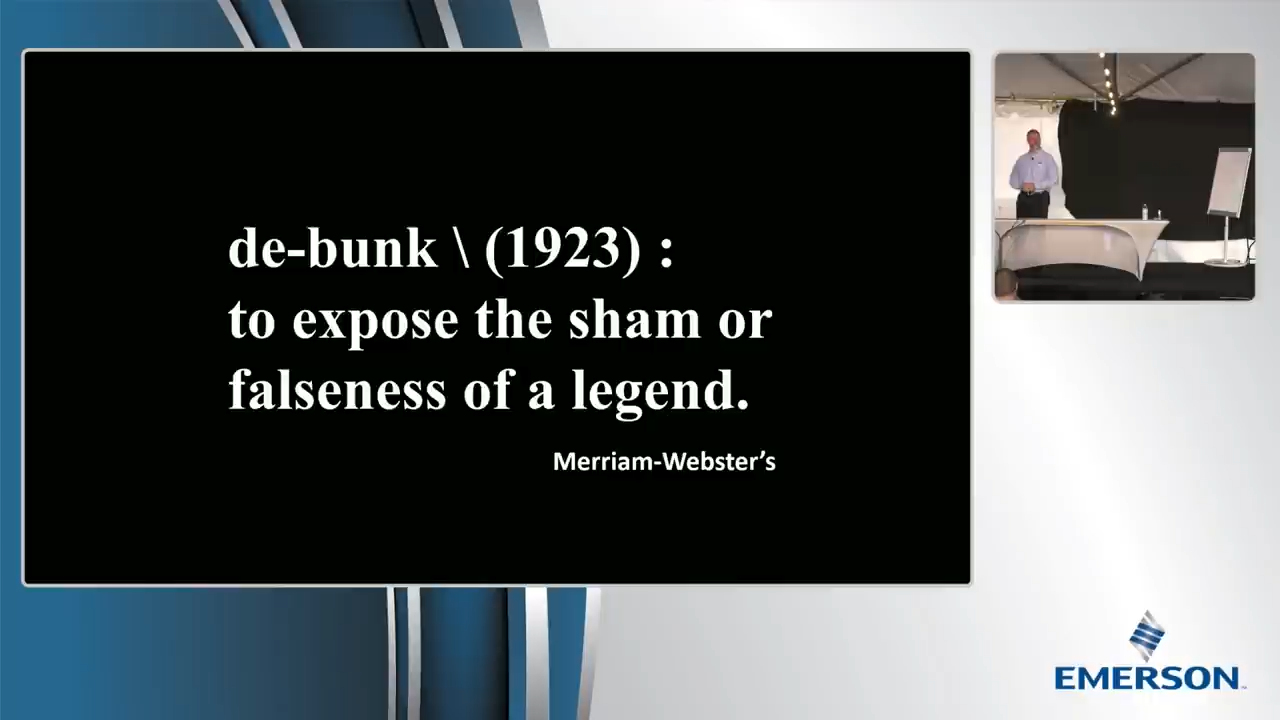 de-bunk \ (1923) :
to expose the sham or
falseness of a legend.
Merriam-Webster’s
EMERSON